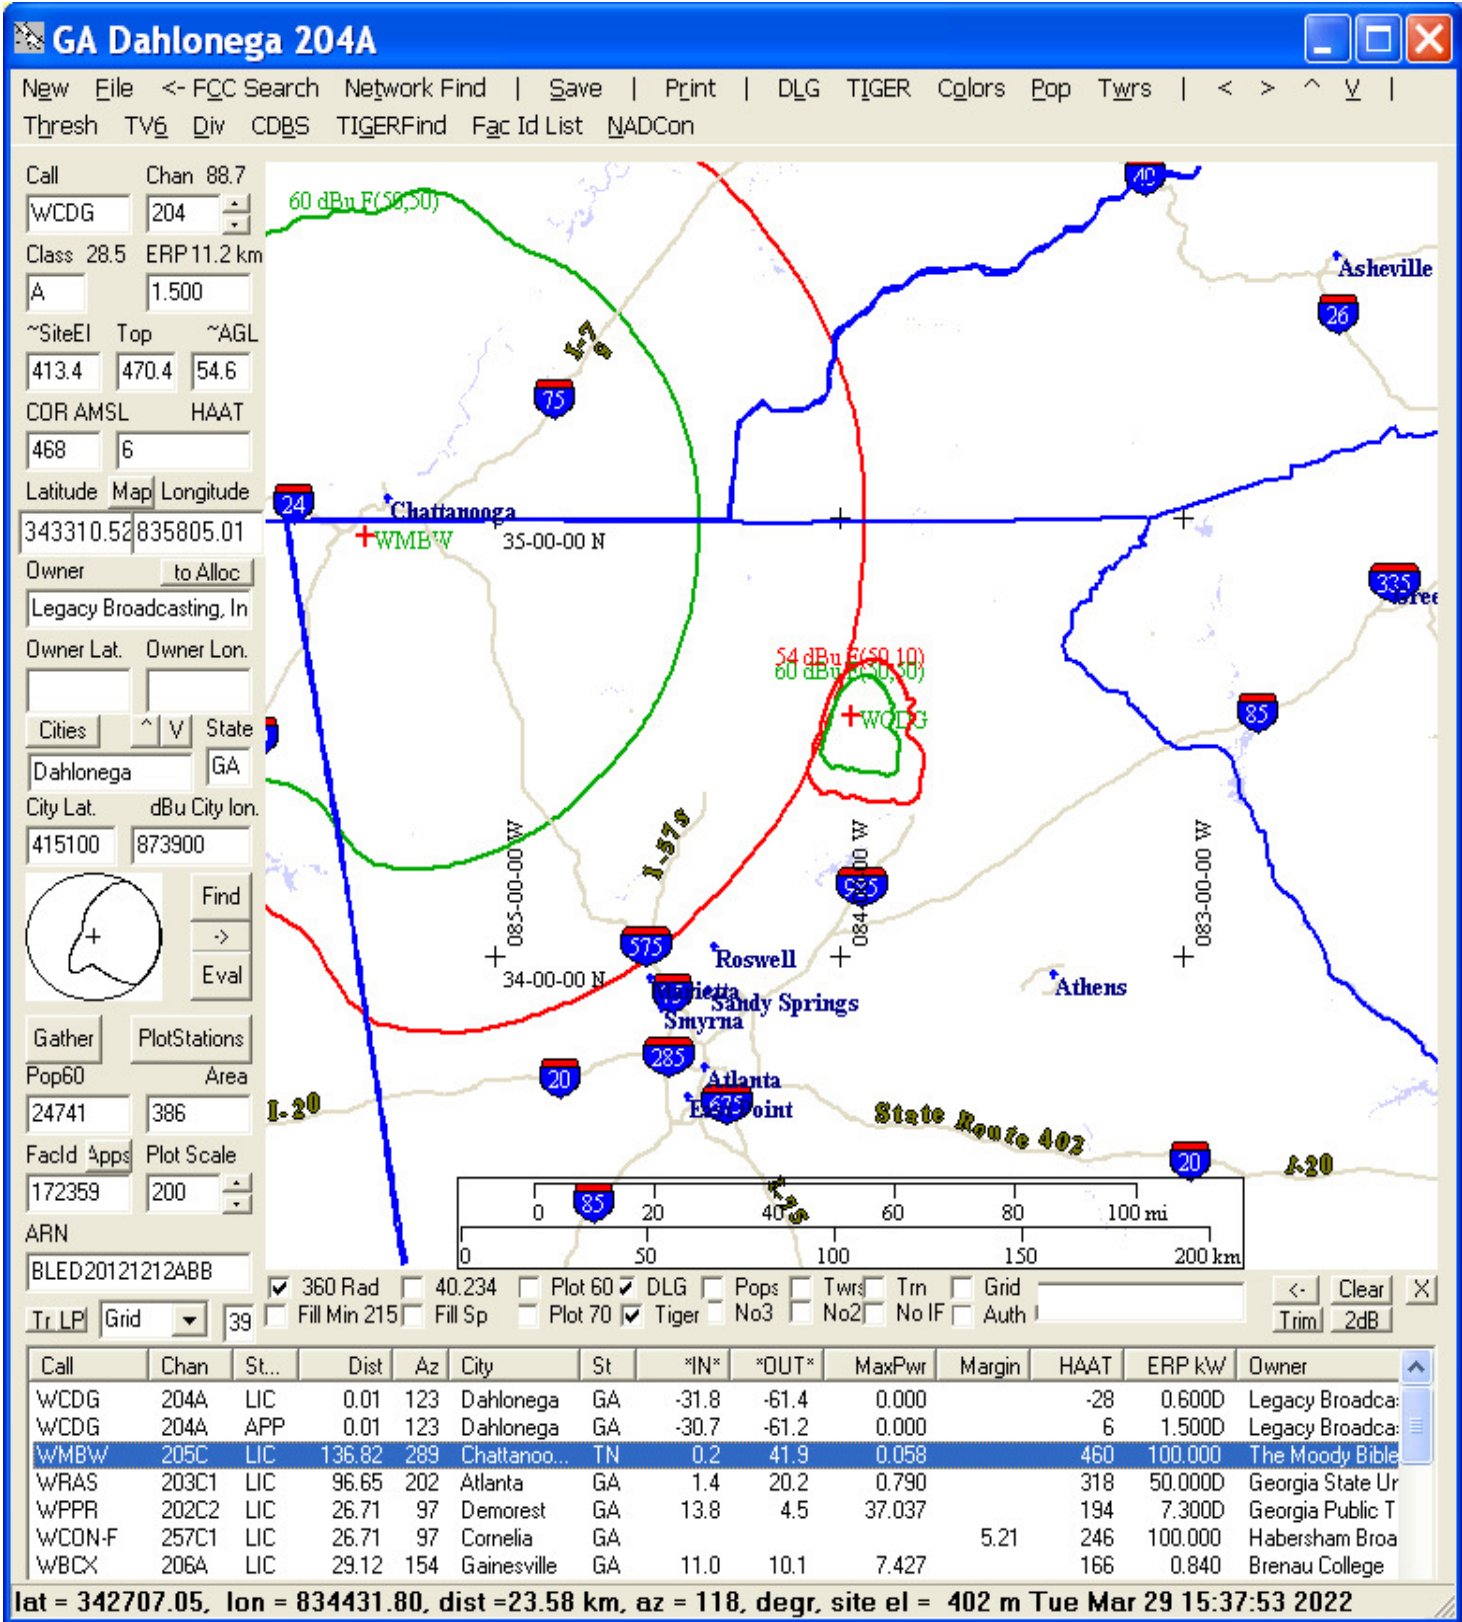 GA Dahlonega 204A
New File <- FCC Search Network Find | Save | Print | DLG TIGER Colors Pop Twrs | < > ^ V |
Thresh TV6 Div CDBS TIGERFind Fac Id List NADCon
Call Chan 88.7
WCDG 204
Class 28.5 ERP 11.2 km
A 1.500
~SiteEl Top ~AGL
413.4 470.4 54.6
COR AMSL HAAT
468 6
Latitude Map Longitude
343310.52 835805.01
Owner to Alloc
Legacy Broadcasting, In
Owner Lat. Owner Lon.
Cities ^ V State
Dahlonega GA
City Lat. dBu City lon.
415100 873900
Find
->
Eval
Gather PlotStations
Pop60 Area
24741 386
FacId Apps Plot Scale
172359 200
ARN
BLED20121212ABB
Tr LP Grid 39
60 dBu F(50,50)
40
Asheville
26
I-7
75
24
Chattanooga
WMBW
35-00-00 N
335
Gree
54 dBu F(50,10)
60 dBu F(50,50)
WCDG
85
I-575
085-00-00 W
084-00-00 W
083-00-00 W
575
Roswell
34-00-00 N
Marietta
Sandy Springs
Smyrna
Athens
285
20
Atlanta
675
East Point
I-20
State Route 402
20
I-20
85
0 20 40 60 80 100 mi
0 50 100 150 200 km
360 Rad 40.234 Plot 60 DLG Pops Twrs Trn Grid <- Clear X
Fill Min 215 Fill Sp Plot 70 Tiger No3 No2 No IF Auth Trim 2dB
Call Chan St... Dist Az City St *IN* *OUT* MaxPwr Margin HAAT ERP kW Owner
WCDG 204A LIC 0.01 123 Dahlonega GA -31.8 -61.4 0.000 -28 0.600D Legacy Broadca
WCDG 204A APP 0.01 123 Dahlonega GA -30.7 -61.2 0.000 6 1.500D Legacy Broadca
WMBW 205C LIC 136.82 289 Chattanoo... TN 0.2 41.9 0.058 460 100.000 The Moody Bible
WRAS 203C1 LIC 96.65 202 Atlanta GA 1.4 20.2 0.790 318 50.000D Georgia State Ur
WPPR 202C2 LIC 26.71 97 Demorest GA 13.8 4.5 37.037 194 7.300D Georgia Public T
WCON-F 257C1 LIC 26.71 97 Cornelia GA 5.21 246 100.000 Habersham Broa
WBCX 206A LIC 29.12 154 Gainesville GA 11.0 10.1 7.427 166 0.840 Brenau College
lat = 342707.05, lon = 834431.80, dist =23.58 km, az = 118, degr, site el = 402 m Tue Mar 29 15:37:53 2022